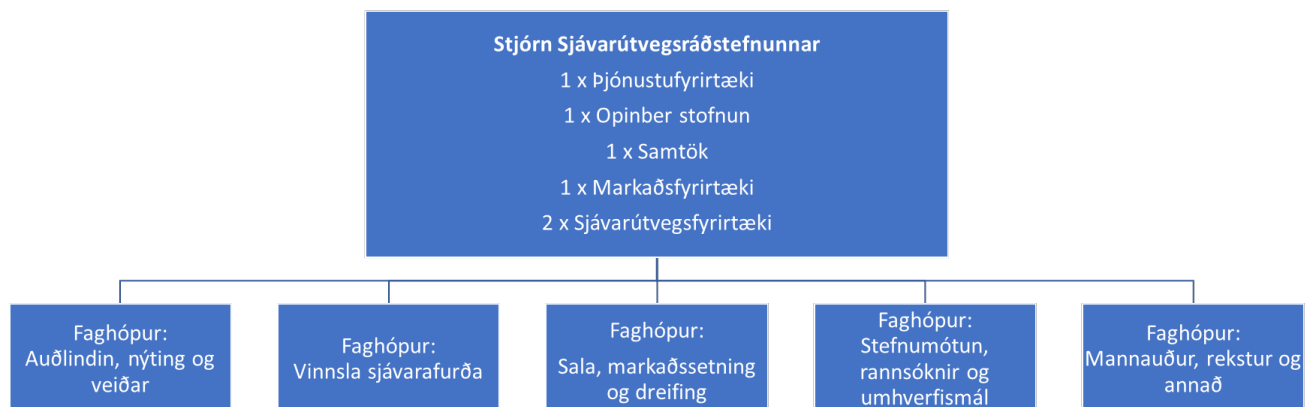 Stjórn Sjávarútvegsráðstefnunnar
1 x Þjónustufyrirtæki
1 x Opinber stofnun
1 x Samtök
1 x Markaðsfyrirtæki
2 x Sjávarútvegsfyrirtæki
Faghópur:
Auðlindin, nýting og
veiðar
Faghópur:
Vinnsla sjávarafurða
Faghópur:
Sala, markaðssetning
og dreifing
Faghópur:
Stefnumótun,
rannsóknir og
umhverfismál
Faghópur:
Mannauður, rekstur og
annað